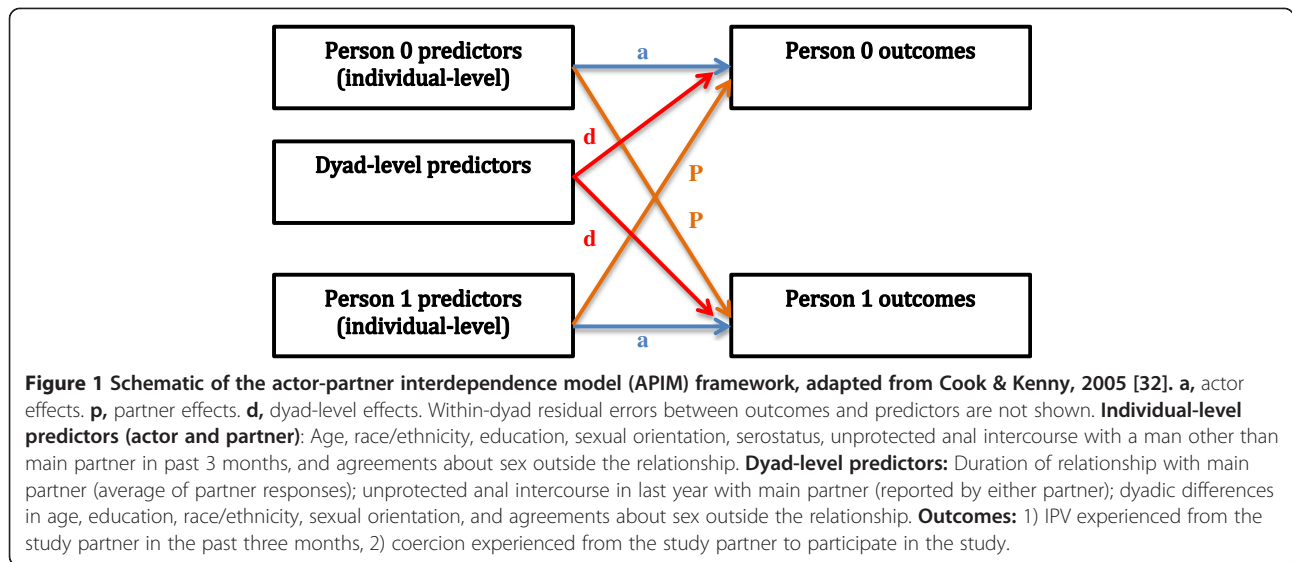 Person 0 predictors
(individual-level)
a
Person 0 outcomes
d
Dyad-level predictors
P
P
d
Person 1 predictors
(individual-level)
a
Person 1 outcomes
Figure 1 Schematic of the actor-partner interdependence model (APIM) framework, adapted from Cook & Kenny, 2005 [32]. a, actor
effects. p, partner effects. d, dyad-level effects. Within-dyad residual errors between outcomes and predictors are not shown. Individual-level
predictors (actor and partner): Age, race/ethnicity, education, sexual orientation, serostatus, unprotected anal intercourse with a man other than
main partner in past 3 months, and agreements about sex outside the relationship. Dyad-level predictors: Duration of relationship with main
partner (average of partner responses); unprotected anal intercourse in last year with main partner (reported by either partner); dyadic differences
in age, education, race/ethnicity, sexual orientation, and agreements about sex outside the relationship. Outcomes: 1) IPV experienced from the
study partner in the past three months, 2) coercion experienced from the study partner to participate in the study.